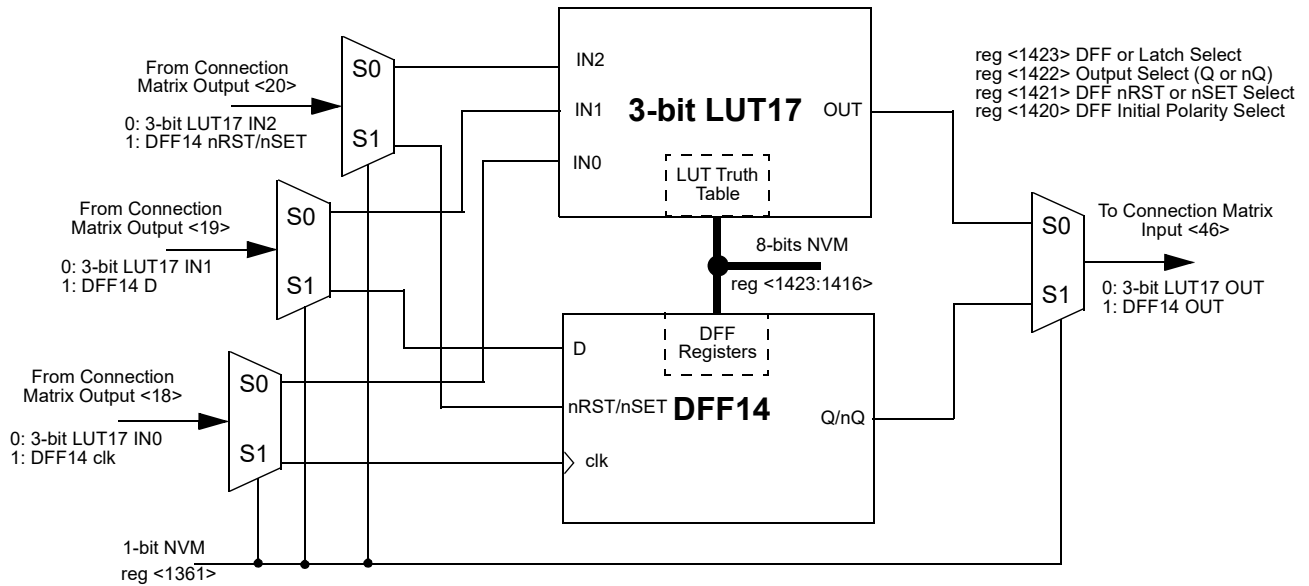 From Connection
Matrix Output <20>
0: 3-bit LUT17 IN2
1: DFF14 nRST/nSET
S0
S1
From Connection
Matrix Output <19>
0: 3-bit LUT17 IN1
1: DFF14 D
S0
S1
From Connection
Matrix Output <18>
0: 3-bit LUT17 IN0
1: DFF14 clk
S0
S1
1-bit NVM
reg <1361>
IN2
IN1
IN0
3-bit LUT17
OUT
LUT Truth
Table
8-bits NVM
reg <1423:1416>
DFF
Registers
D
nRST/nSET
clk
DFF14
Q/nQ
reg <1423> DFF or Latch Select
reg <1422> Output Select (Q or nQ)
reg <1421> DFF nRST or nSET Select
reg <1420> DFF Initial Polarity Select
S0
S1
To Connection Matrix
Input <46>
0: 3-bit LUT17 OUT
1: DFF14 OUT